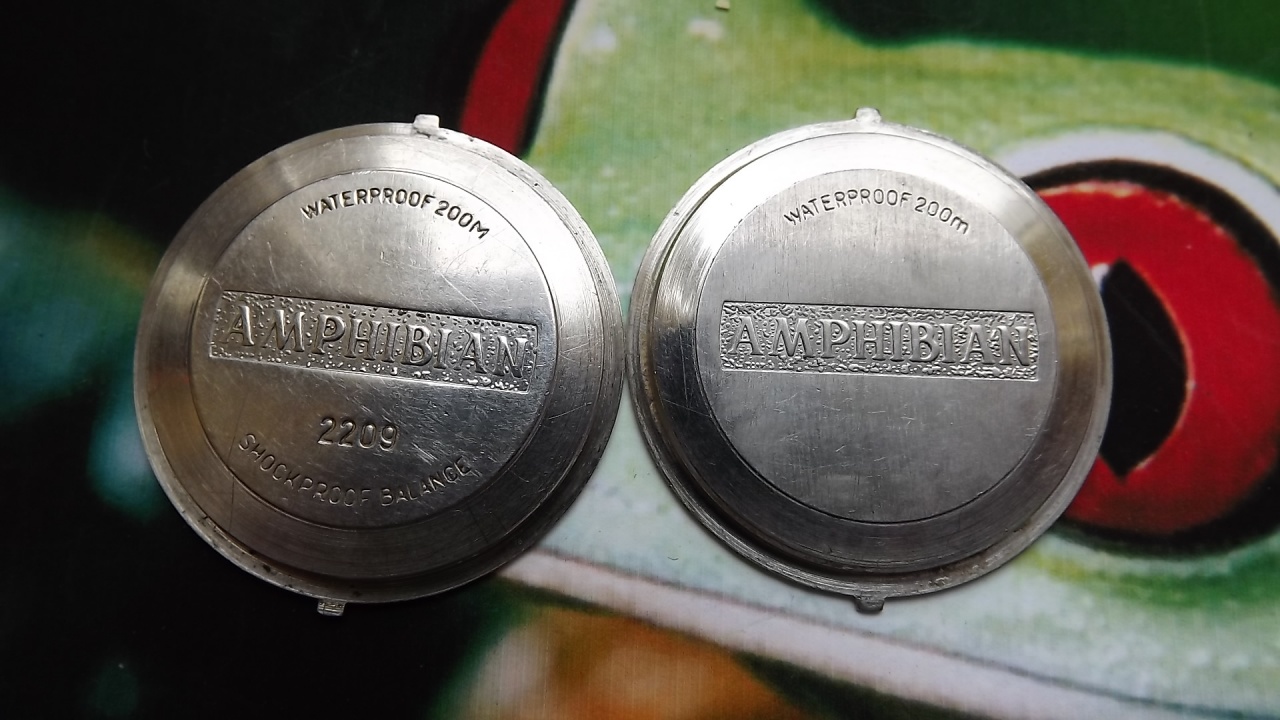 WATERPROOF 200M
AMPHIBIAN
2209
SHOCKPROOF BALANCE
WATERPROOF 200m
AMPHIBIAN